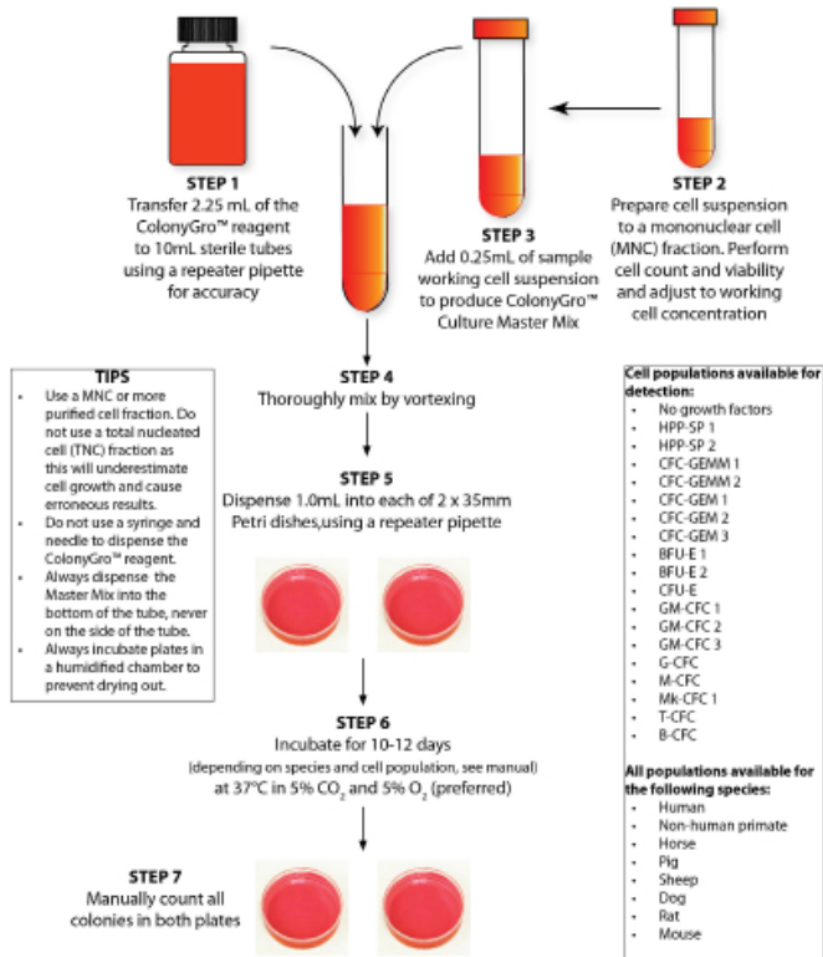 STEP 1
Transfer 2.25 mL of the
ColonyGro™ reagent
to 10mL sterile tubes
using a repeater pipette
for accuracy
STEP 2
Prepare cell suspension
to a mononuclear cell
(MNC) fraction. Perform
cell count and viability
and adjust to working
cell concentration
STEP 3
Add 0.25mL of sample
working cell suspension
to produce ColonyGro™
Culture Master Mix
STEP 4
Thoroughly mix by vortexing
STEP 5
Dispense 1.0mL into each of 2 x 35mm
Petri dishes,using a repeater pipette
STEP 6
Incubate for 10-12 days
(depending on species and cell population, see manual)
at 37°C in 5% CO₂ and 5% O₂ (preferred)
STEP 7
Manually count all
colonies in both plates
TIPS
• Use a MNC or more
purified cell fraction. Do
not use a total nucleated
cell (TNC) fraction as
this will underestimate
cell growth and cause
erroneous results.
• Do not use a syringe and
needle to dispense the
ColonyGro™ reagent.
• Always dispense the
Master Mix into the
bottom of the tube, never
on the side of the tube.
• Always incubate plates in
a humidified chamber to
prevent drying out.
Cell populations available for
detection:
• No growth factors
• HPP-SP 1
• HPP-SP 2
• CFC-GEMM 1
• CFC-GEMM 2
• CFC-GEM 1
• CFC-GEM 2
• CFC-GEM 3
• BFU-E 1
• BFU-E 2
• CFU-E
• GM-CFC 1
• GM-CFC 2
• GM-CFC 3
• G-CFC
• M-CFC
• Mk-CFC 1
• T-CFC
• B-CFC
All populations available for
the following species:
• Human
• Non-human primate
• Horse
• Pig
• Sheep
• Dog
• Rat
• Mouse